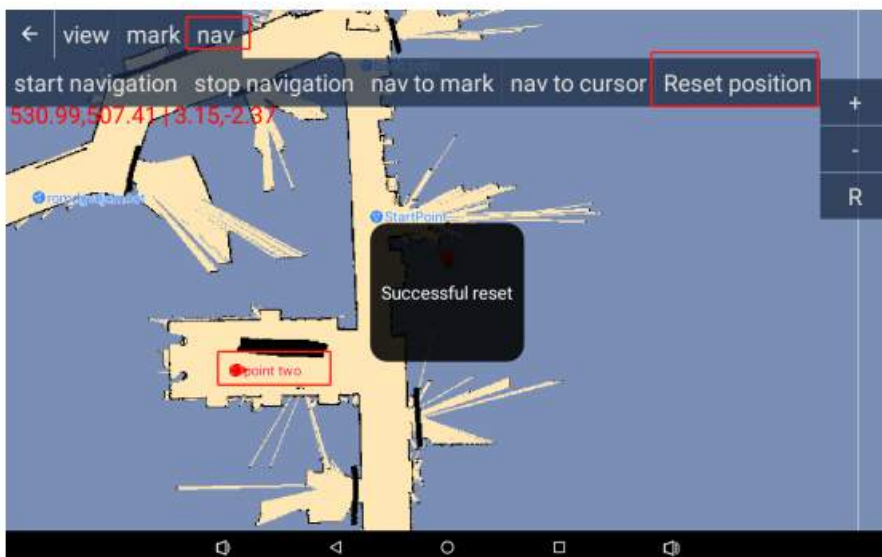 view mark nav
start navigation stop navigation nav to mark nav to cursor Reset position
530.99,507.41 | 3.15,-2.37
+
-
R
StartPoint
Successful reset
point two